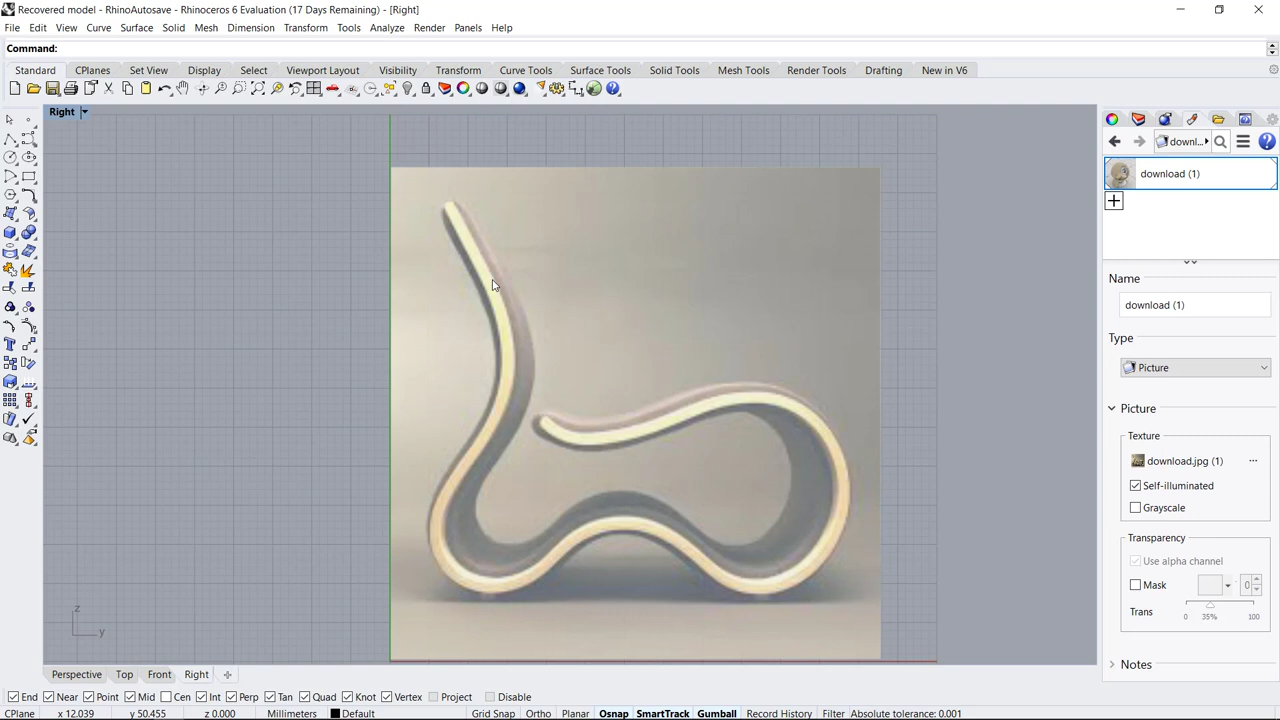 Recovered model - RhinoAutosave - Rhinoceros 6 Evaluation (17 Days Remaining) - [Right]
File Edit View Curve Surface Solid Mesh Dimension Transform Tools Analyze Render Panels Help
Command:
Standard CPlanes Set View Display Select Viewport Layout Visibility Transform Curve Tools Surface Tools Solid Tools Mesh Tools Render Tools Drafting New in V6
Right
downl...
download (1)
Name
download (1)
Type
Picture
Picture
Texture
download.jpg (1) ...
Self-illuminated
Grayscale
Transparency
Use alpha channel
Mask 0
Trans
0 35% 100
Notes
z
y
Perspective Top Front Right
End Near Point Mid Cen Int Perp Tan Quad Knot Vertex Project Disable
CPlane x 12.039 y 50.455 z 0.000 Millimeters Default Grid Snap Ortho Planar Osnap SmartTrack Gumball Record History Filter Absolute tolerance: 0.001